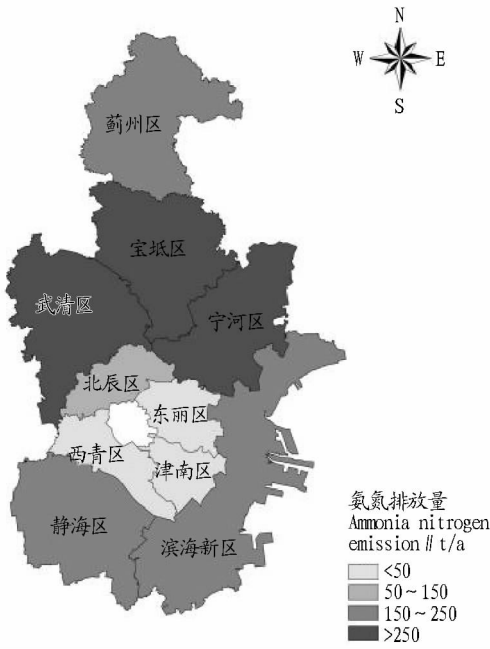 N
W E
S
蓟州区
宝坻区
武清区
宁河区
北辰区
东丽区
西青区
津南区
静海区
滨海新区
氨氮排放量
Ammonia nitrogen
emission∥t/a
<50
50~150
150~250
>250